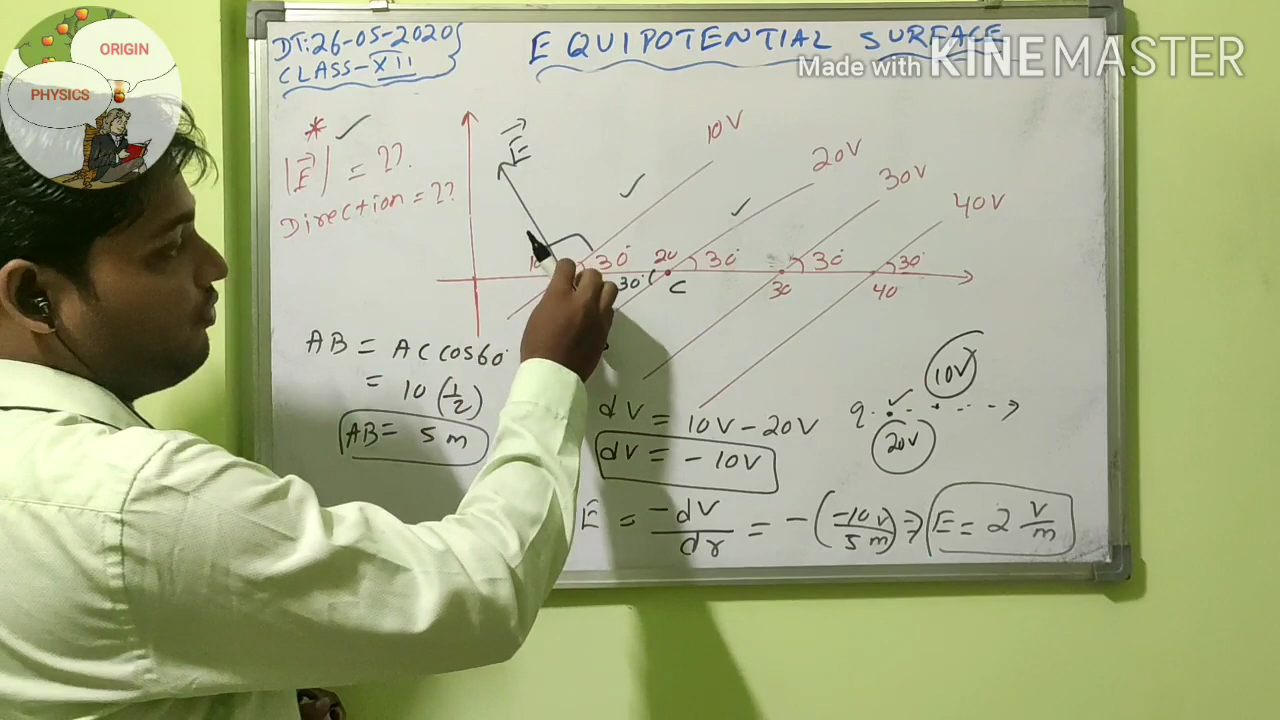 ORIGIN
PHYSICS
DT:26-05-2020
CLASS-XII
EQUIPOTENTIAL SURFACE
Made with KINEMASTER
*
|E⃗| = ??
Direction = ??
E⃗
10V
20V
30V
40V
30°
20
30°
30°
30°
30°
C
30
40
AB = AC cos60°
= 10 (1/2)
AB = 5 m
dV = 10V - 20V
dV = -10V
q
10V
20V
E⃗ = -dV/dr = -(-10V/5m) ⇒ E = 2 V/m